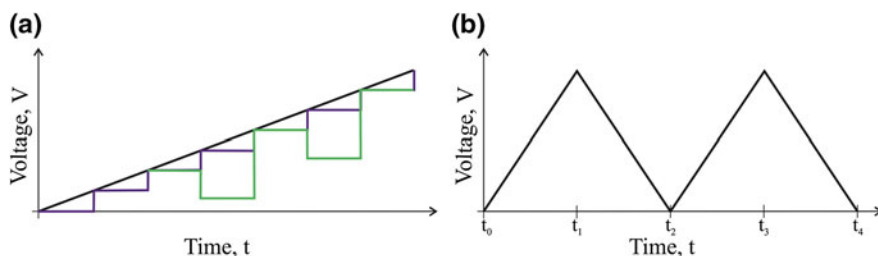 (a)
Voltage, V
Time, t
(b)
Voltage, V
t0 t1 t2 t3 t4
Time, t